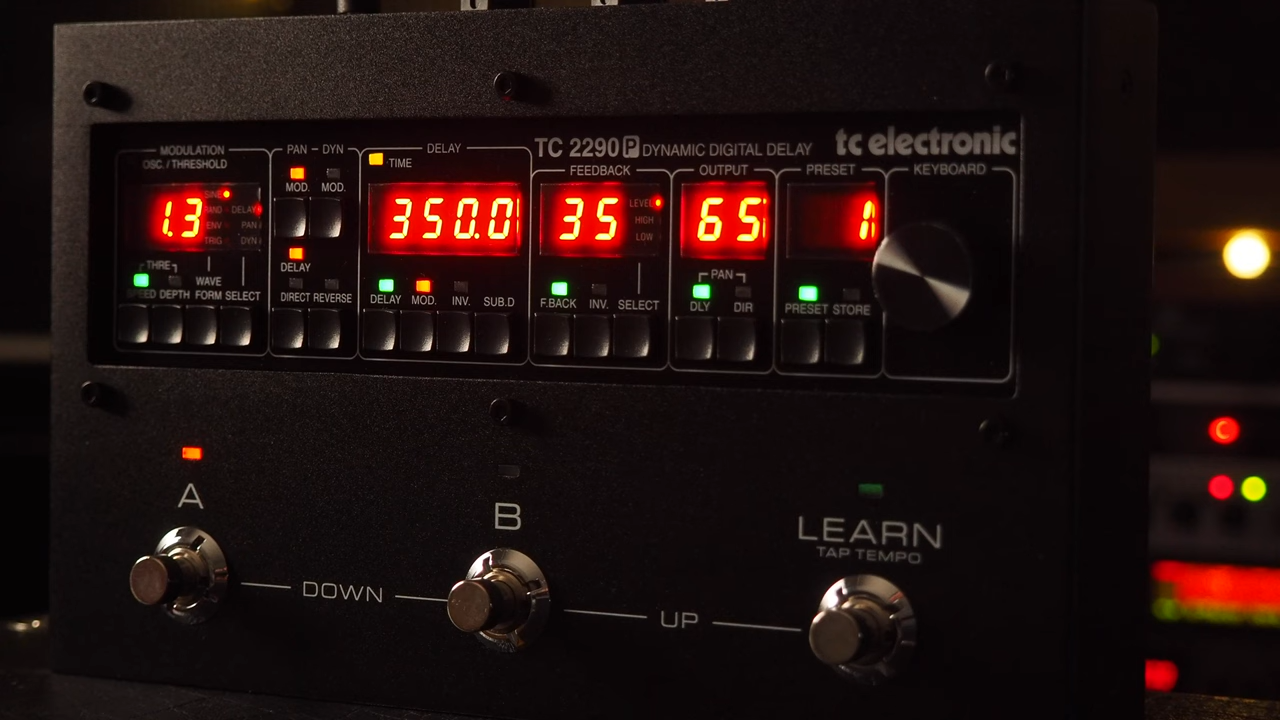 TC 2290 P DYNAMIC DIGITAL DELAY
tc electronic
MODULATION
OSC. / THRESHOLD
1.3
SINE
RAND
ENV
TRIG
DELAY
PAN
DYN
THRE
SPEED DEPTH
WAVE
FORM SELECT
PAN DYN
MOD. MOD.
DELAY
DIRECT REVERSE
DELAY
TIME
350.0
DELAY MOD. INV. SUB.D
FEEDBACK
35
LEVEL
HIGH
LOW
F.BACK INV. SELECT
OUTPUT
65
PAN
DLY DIR
PRESET
1
PRESET STORE
KEYBOARD
A
B
LEARN
TAP TEMPO
DOWN
UP